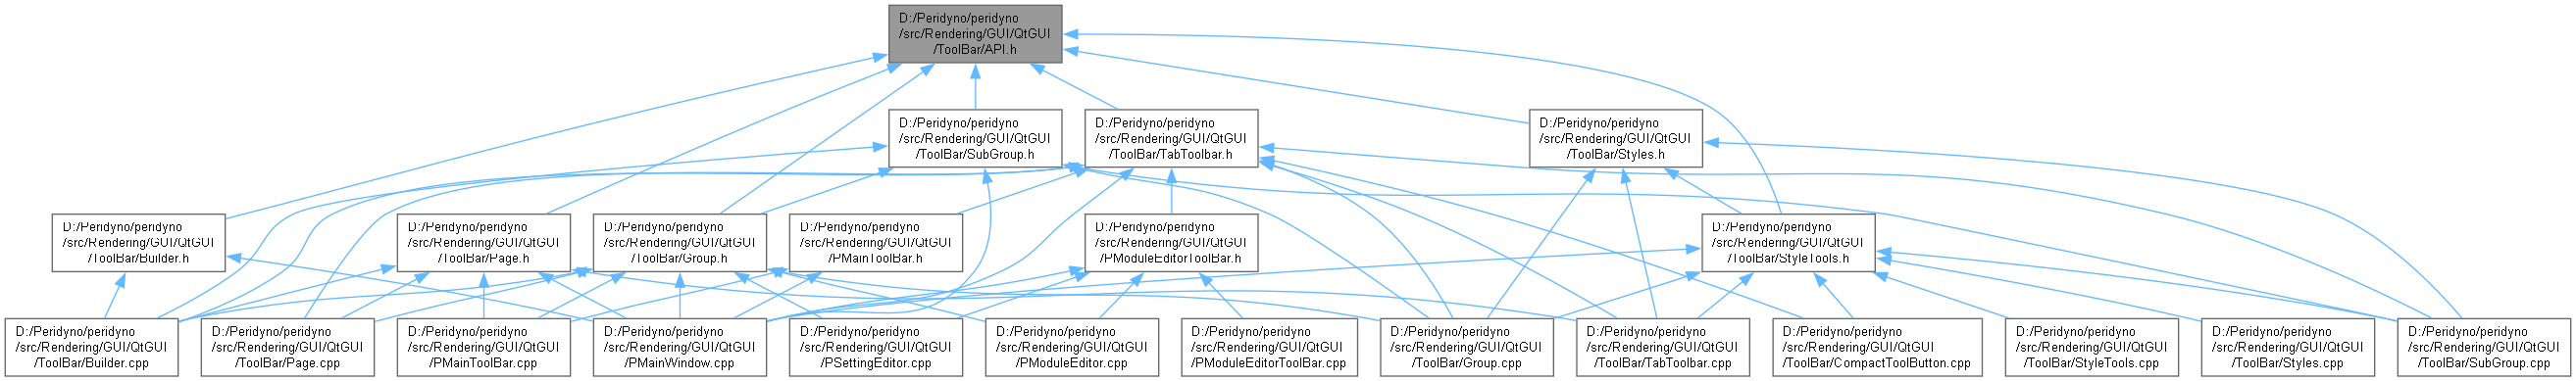 D:/Peridyno/peridyno
/src/Rendering/GUI/QtGUI
/ToolBar/API.h
D:/Peridyno/peridyno
/src/Rendering/GUI/QtGUI
/ToolBar/SubGroup.h
D:/Peridyno/peridyno
/src/Rendering/GUI/QtGUI
/ToolBar/TabToolbar.h
D:/Peridyno/peridyno
/src/Rendering/GUI/QtGUI
/ToolBar/Styles.h
D:/Peridyno/peridyno
/src/Rendering/GUI/QtGUI
/ToolBar/Builder.h
D:/Peridyno/peridyno
/src/Rendering/GUI/QtGUI
/ToolBar/Page.h
D:/Peridyno/peridyno
/src/Rendering/GUI/QtGUI
/ToolBar/Group.h
D:/Peridyno/peridyno
/src/Rendering/GUI/QtGUI
/PMainToolBar.h
D:/Peridyno/peridyno
/src/Rendering/GUI/QtGUI
/PModuleEditorToolBar.h
D:/Peridyno/peridyno
/src/Rendering/GUI/QtGUI
/ToolBar/StyleTools.h
D:/Peridyno/peridyno
/src/Rendering/GUI/QtGUI
/ToolBar/Builder.cpp
D:/Peridyno/peridyno
/src/Rendering/GUI/QtGUI
/ToolBar/Page.cpp
D:/Peridyno/peridyno
/src/Rendering/GUI/QtGUI
/PMainToolBar.cpp
D:/Peridyno/peridyno
/src/Rendering/GUI/QtGUI
/PMainWindow.cpp
D:/Peridyno/peridyno
/src/Rendering/GUI/QtGUI
/PSettingEditor.cpp
D:/Peridyno/peridyno
/src/Rendering/GUI/QtGUI
/PModuleEditor.cpp
D:/Peridyno/peridyno
/src/Rendering/GUI/QtGUI
/PModuleEditorToolBar.cpp
D:/Peridyno/peridyno
/src/Rendering/GUI/QtGUI
/ToolBar/Group.cpp
D:/Peridyno/peridyno
/src/Rendering/GUI/QtGUI
/ToolBar/TabToolbar.cpp
D:/Peridyno/peridyno
/src/Rendering/GUI/QtGUI
/ToolBar/CompactToolButton.cpp
D:/Peridyno/peridyno
/src/Rendering/GUI/QtGUI
/ToolBar/StyleTools.cpp
D:/Peridyno/peridyno
/src/Rendering/GUI/QtGUI
/ToolBar/Styles.cpp
D:/Peridyno/peridyno
/src/Rendering/GUI/QtGUI
/ToolBar/SubGroup.cpp